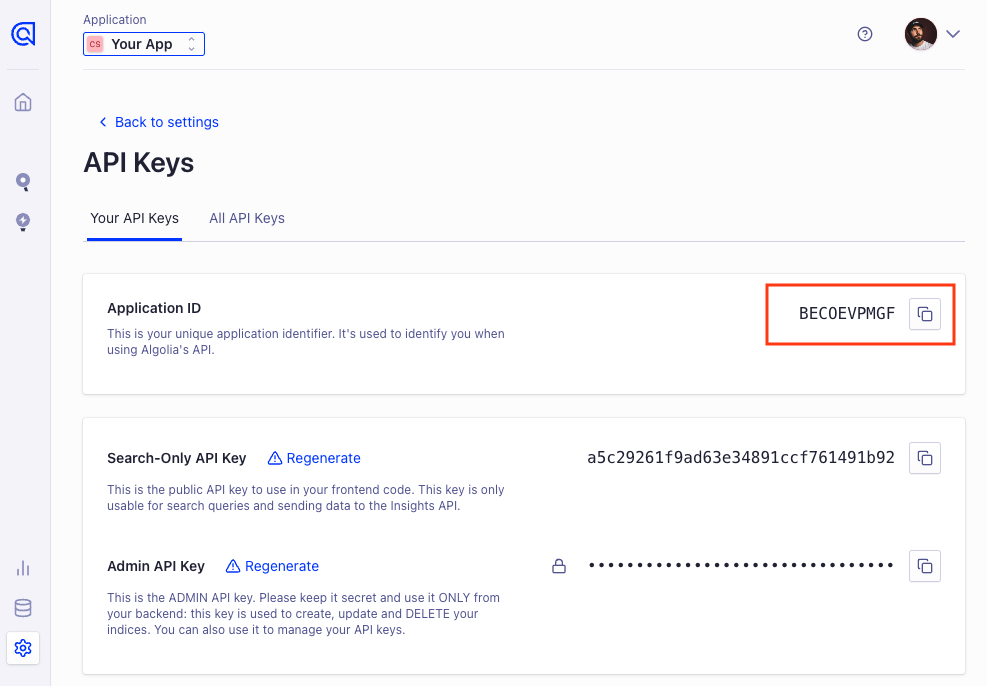 Application
CS Your App
Back to settings
API Keys
Your API Keys All API Keys
Application ID
This is your unique application identifier. It's used to identify you when
using Algolia's API.
BECOEVPMGF
Search-Only API Key Regenerate
a5c29261f9ad63e34891ccf761491b92
This is the public API key to use in your frontend code. This key is only
usable for search queries and sending data to the Insights API.
Admin API Key Regenerate
••••••••••••••••••••••••••••••••
This is the ADMIN API key. Please keep it secret and use it ONLY from
your backend: this key is used to create, update and DELETE your
indices. You can also use it to manage your API keys.